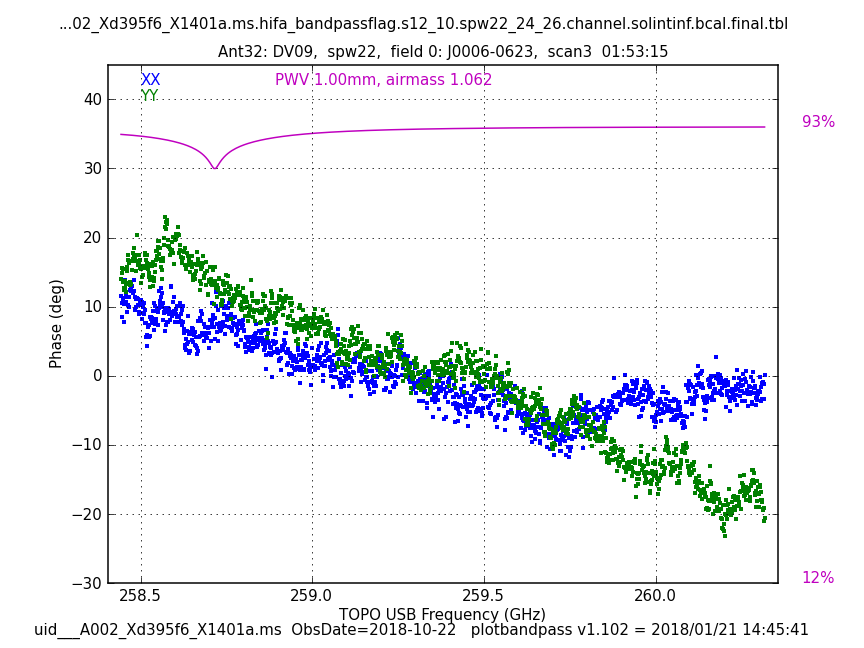 ...02_Xd395f6_X1401a.ms.hifa_bandpassflag.s12_10.spw22_24_26.channel.solintinf.bcal.final.tbl
Ant32: DV09,  spw22,  field 0: J0006-0623,  scan3  01:53:15
XX
PWV 1.00mm, airmass 1.062
YY
93%
12%
40
30
20
10
0
−10
−20
−30
Phase (deg)
258.5
259.0
259.5
260.0
TOPO USB Frequency (GHz)
uid___A002_Xd395f6_X1401a.ms  ObsDate=2018-10-22   plotbandpass v1.102 = 2018/01/21 14:45:41